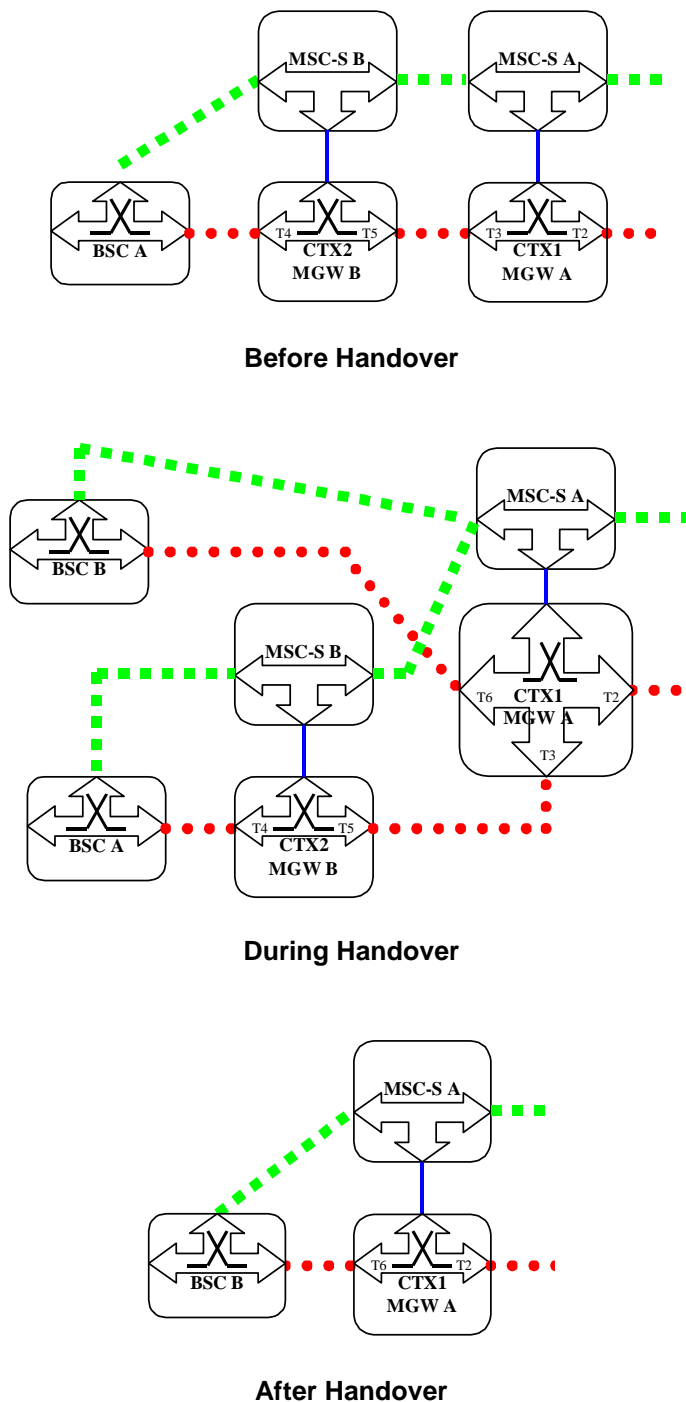 MSC-S B
MSC-S A
BSC A
T4
T5
CTX2
MGW B
T3
T2
CTX1
MGW A
Before Handover
MSC-S A
BSC B
MSC-S B
T6
T2
CTX1
MGW A
T3
BSC A
T4
T5
CTX2
MGW B
During Handover
MSC-S A
BSC B
T6
T2
CTX1
MGW A
After Handover